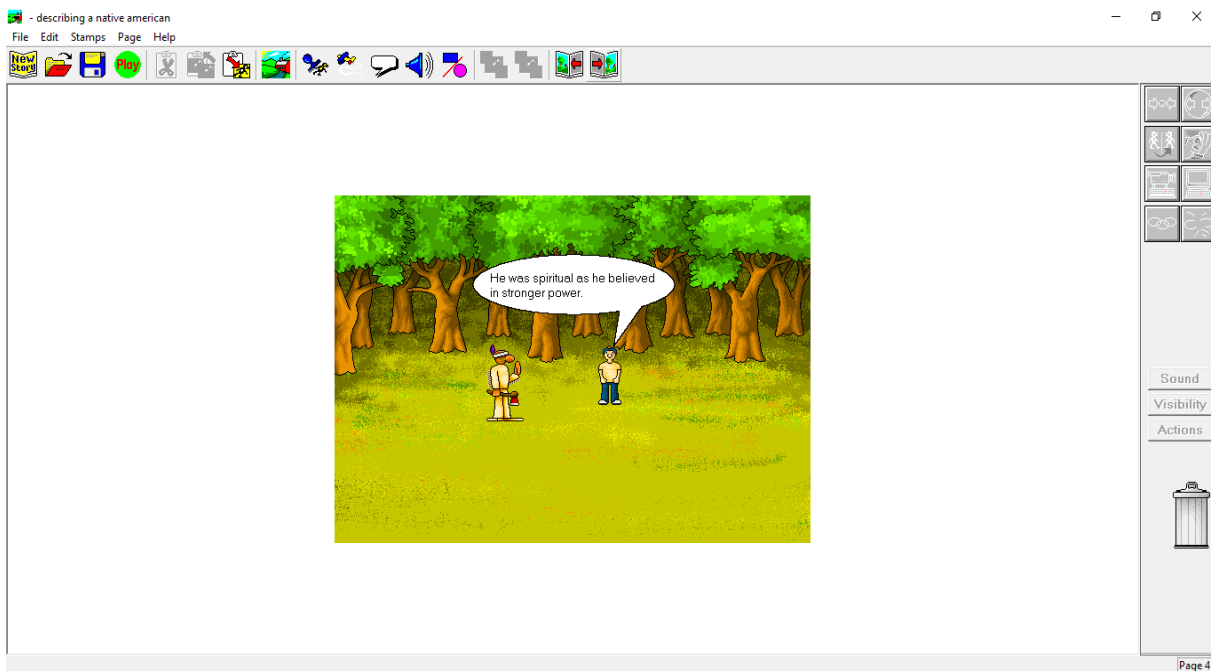 - describing a native american
File Edit Stamps Page Help
New Story Play
He was spiritual as he believed
in stronger power.
Sound
Visibility
Actions
Page 4